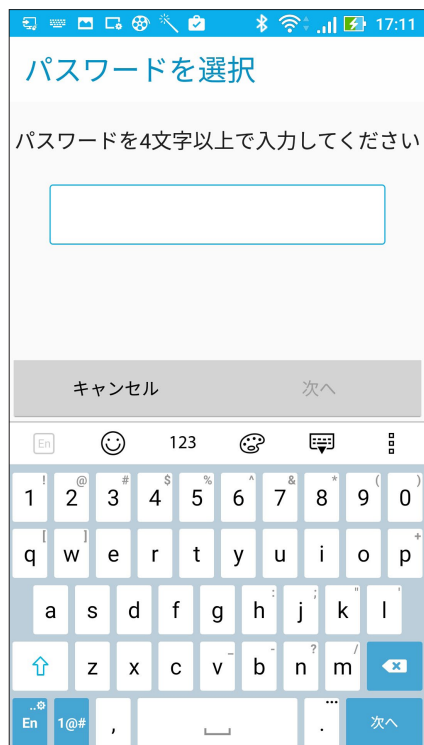 17:11
パスワードを選択
パスワードを4文字以上で入力してください
キャンセル 次へ
En 123
! @ # $ % ^ & * ( )
1 2 3 4 5 6 7 8 9 0
[ ] +
q w e r t y u i o p
: ; " '
a s d f g h j k l
_ - ? /
z x c v b n m
En 1@# , . 次へ